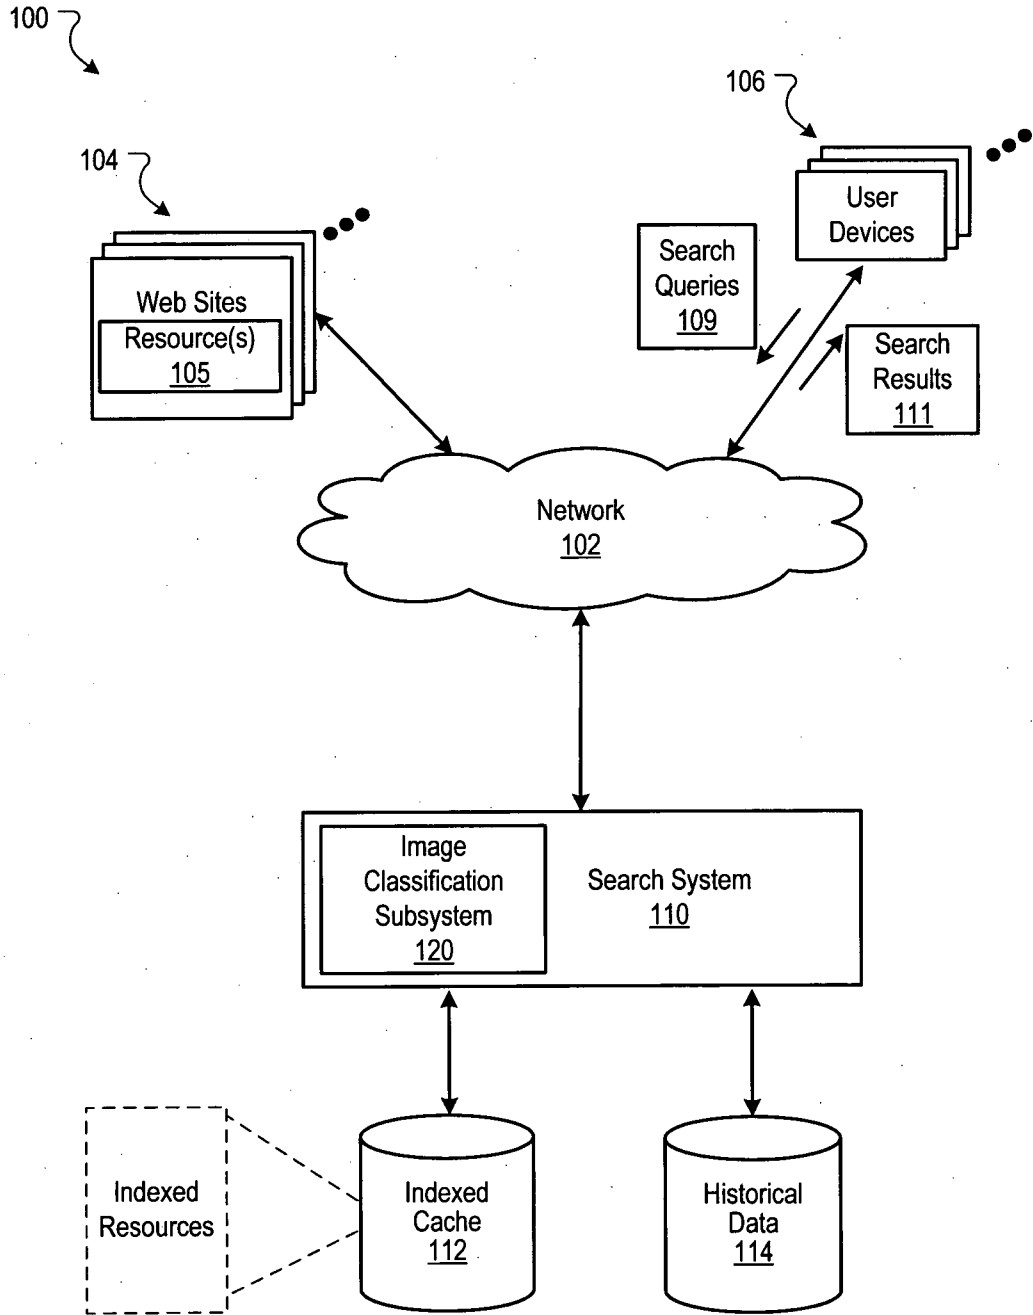 100
106
104
User
Devices
Search
Queries
109
Web Sites
Resource(s)
105
Search
Results
111
Network
102
Image
Classification
Subsystem
120
Search System
110
Indexed
Resources
Indexed
Cache
112
Historical
Data
114